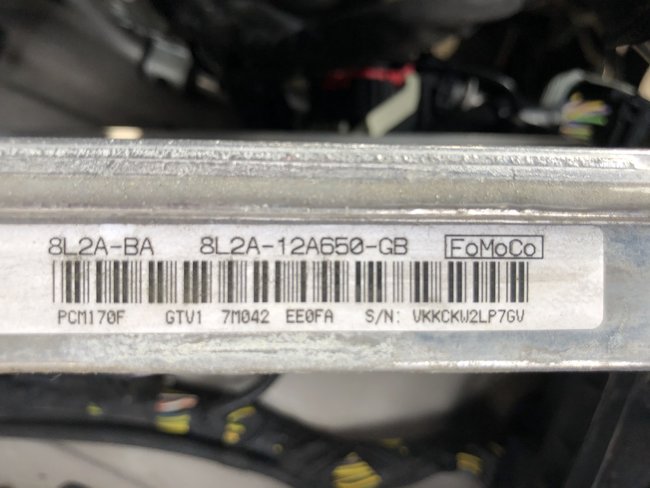 8L2A-BA 8L2A-12A650-GB FoMoCo
PCM170F GTV1 7M042 EE0FA S/N: VKKCKW2LP7GV